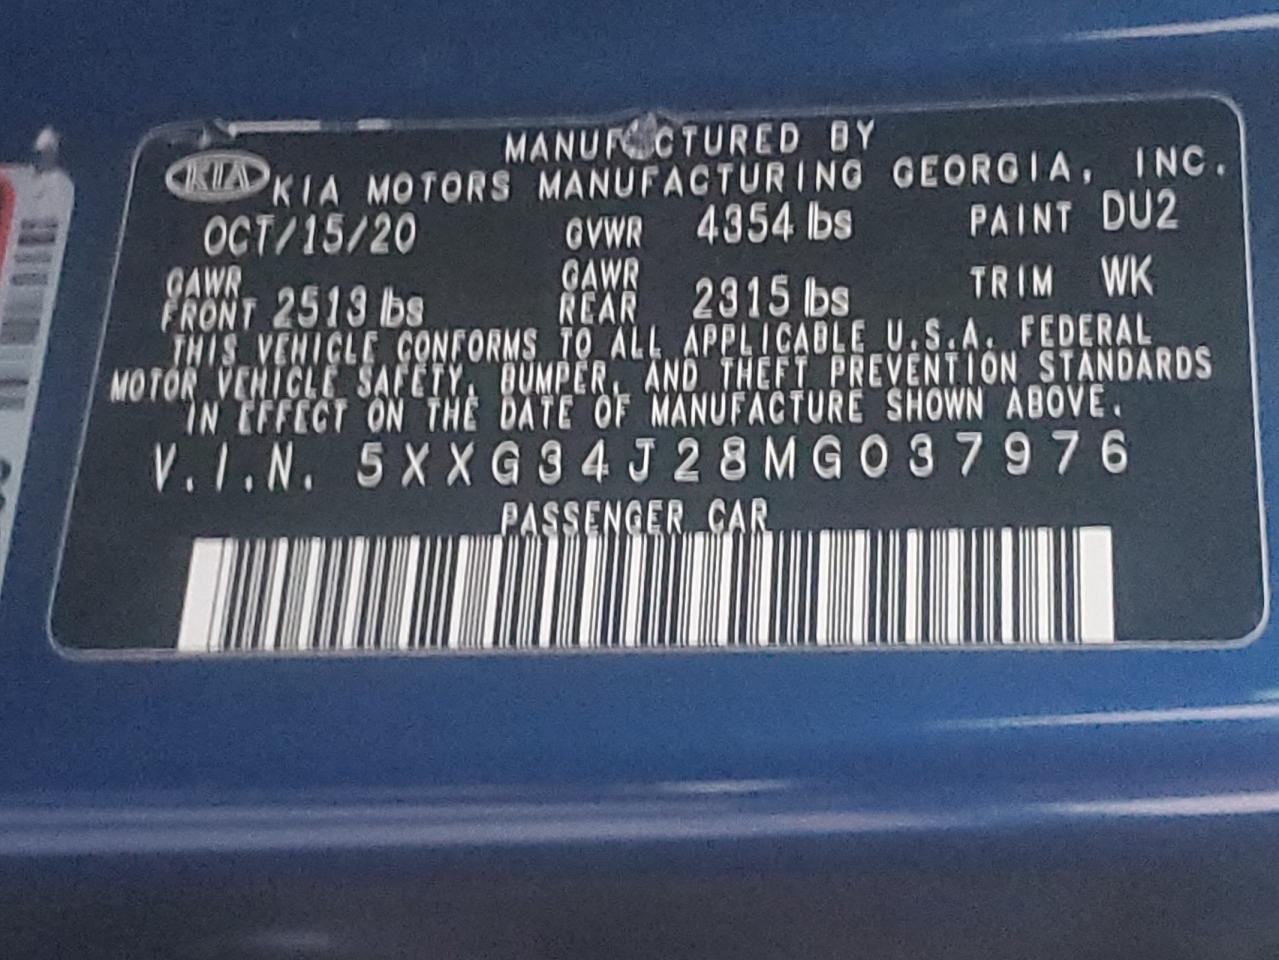 MANUFACTURED BY
KIA KIA MOTORS MANUFACTURING GEORGIA, INC.
OCT/15/20 GVWR 4354 lbs PAINT DU2
GAWR FRONT 2513 lbs GAWR REAR 2315 lbs TRIM WK
THIS VEHICLE CONFORMS TO ALL APPLICABLE U.S.A. FEDERAL
MOTOR VEHICLE SAFETY, BUMPER, AND THEFT PREVENTION STANDARDS
IN EFFECT ON THE DATE OF MANUFACTURE SHOWN ABOVE.
V.I.N. 5XXG34J28MG037976
PASSENGER CAR